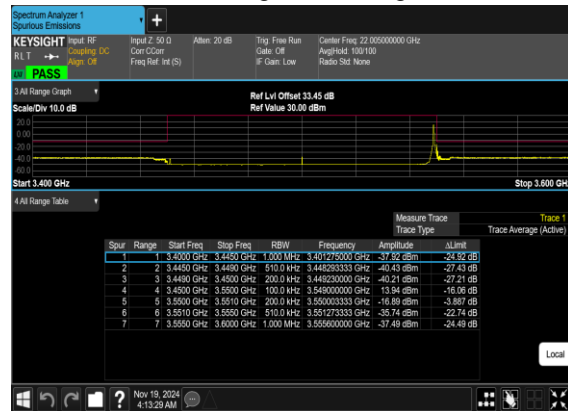 Spectrum Analyzer 1
Spurious Emissions
+
KEYSIGHT Input: RF Input Z: 50 Ω Atten: 20 dB Trig: Free Run Center Freq: 22.005000000 GHz
RLT Coupling: DC Corr CCorr Gate: Off Avg|Hold: 100/100
Align: Off Freq Ref: Int (S) IF Gain: Low Radio Std: None
PASS
3 All Range Graph
Ref Lvl Offset 33.45 dB
Scale/Div 10.0 dB Ref Value 30.00 dBm
20.0
0.00
-20.0
-40.0
-60.0
Start 3.400 GHz Stop 3.600 GHz
4 All Range Table
Measure Trace Trace 1
Trace Type Trace Average (Active)
Spur Range Start Freq Stop Freq RBW Frequency Amplitude ΔLimit
1 1 3.4000 GHz 3.4450 GHz 1.000 MHz 3.401275000 GHz -37.92 dBm -24.92 dB
2 2 3.4450 GHz 3.4490 GHz 510.0 kHz 3.448293333 GHz -40.43 dBm -27.43 dB
3 3 3.4490 GHz 3.4500 GHz 200.0 kHz 3.449230000 GHz -40.21 dBm -27.21 dB
4 4 3.4500 GHz 3.5500 GHz 100.0 kHz 3.549000000 GHz 13.94 dBm -16.06 dB
5 5 3.5500 GHz 3.5510 GHz 200.0 kHz 3.550003333 GHz -16.89 dBm -3.887 dB
6 6 3.5510 GHz 3.5550 GHz 510.0 kHz 3.551273333 GHz -35.74 dBm -22.74 dB
7 7 3.5550 GHz 3.6000 GHz 1.000 MHz 3.555600000 GHz -37.49 dBm -24.49 dB
Local
? Nov 19, 2024
4:13:29 AM